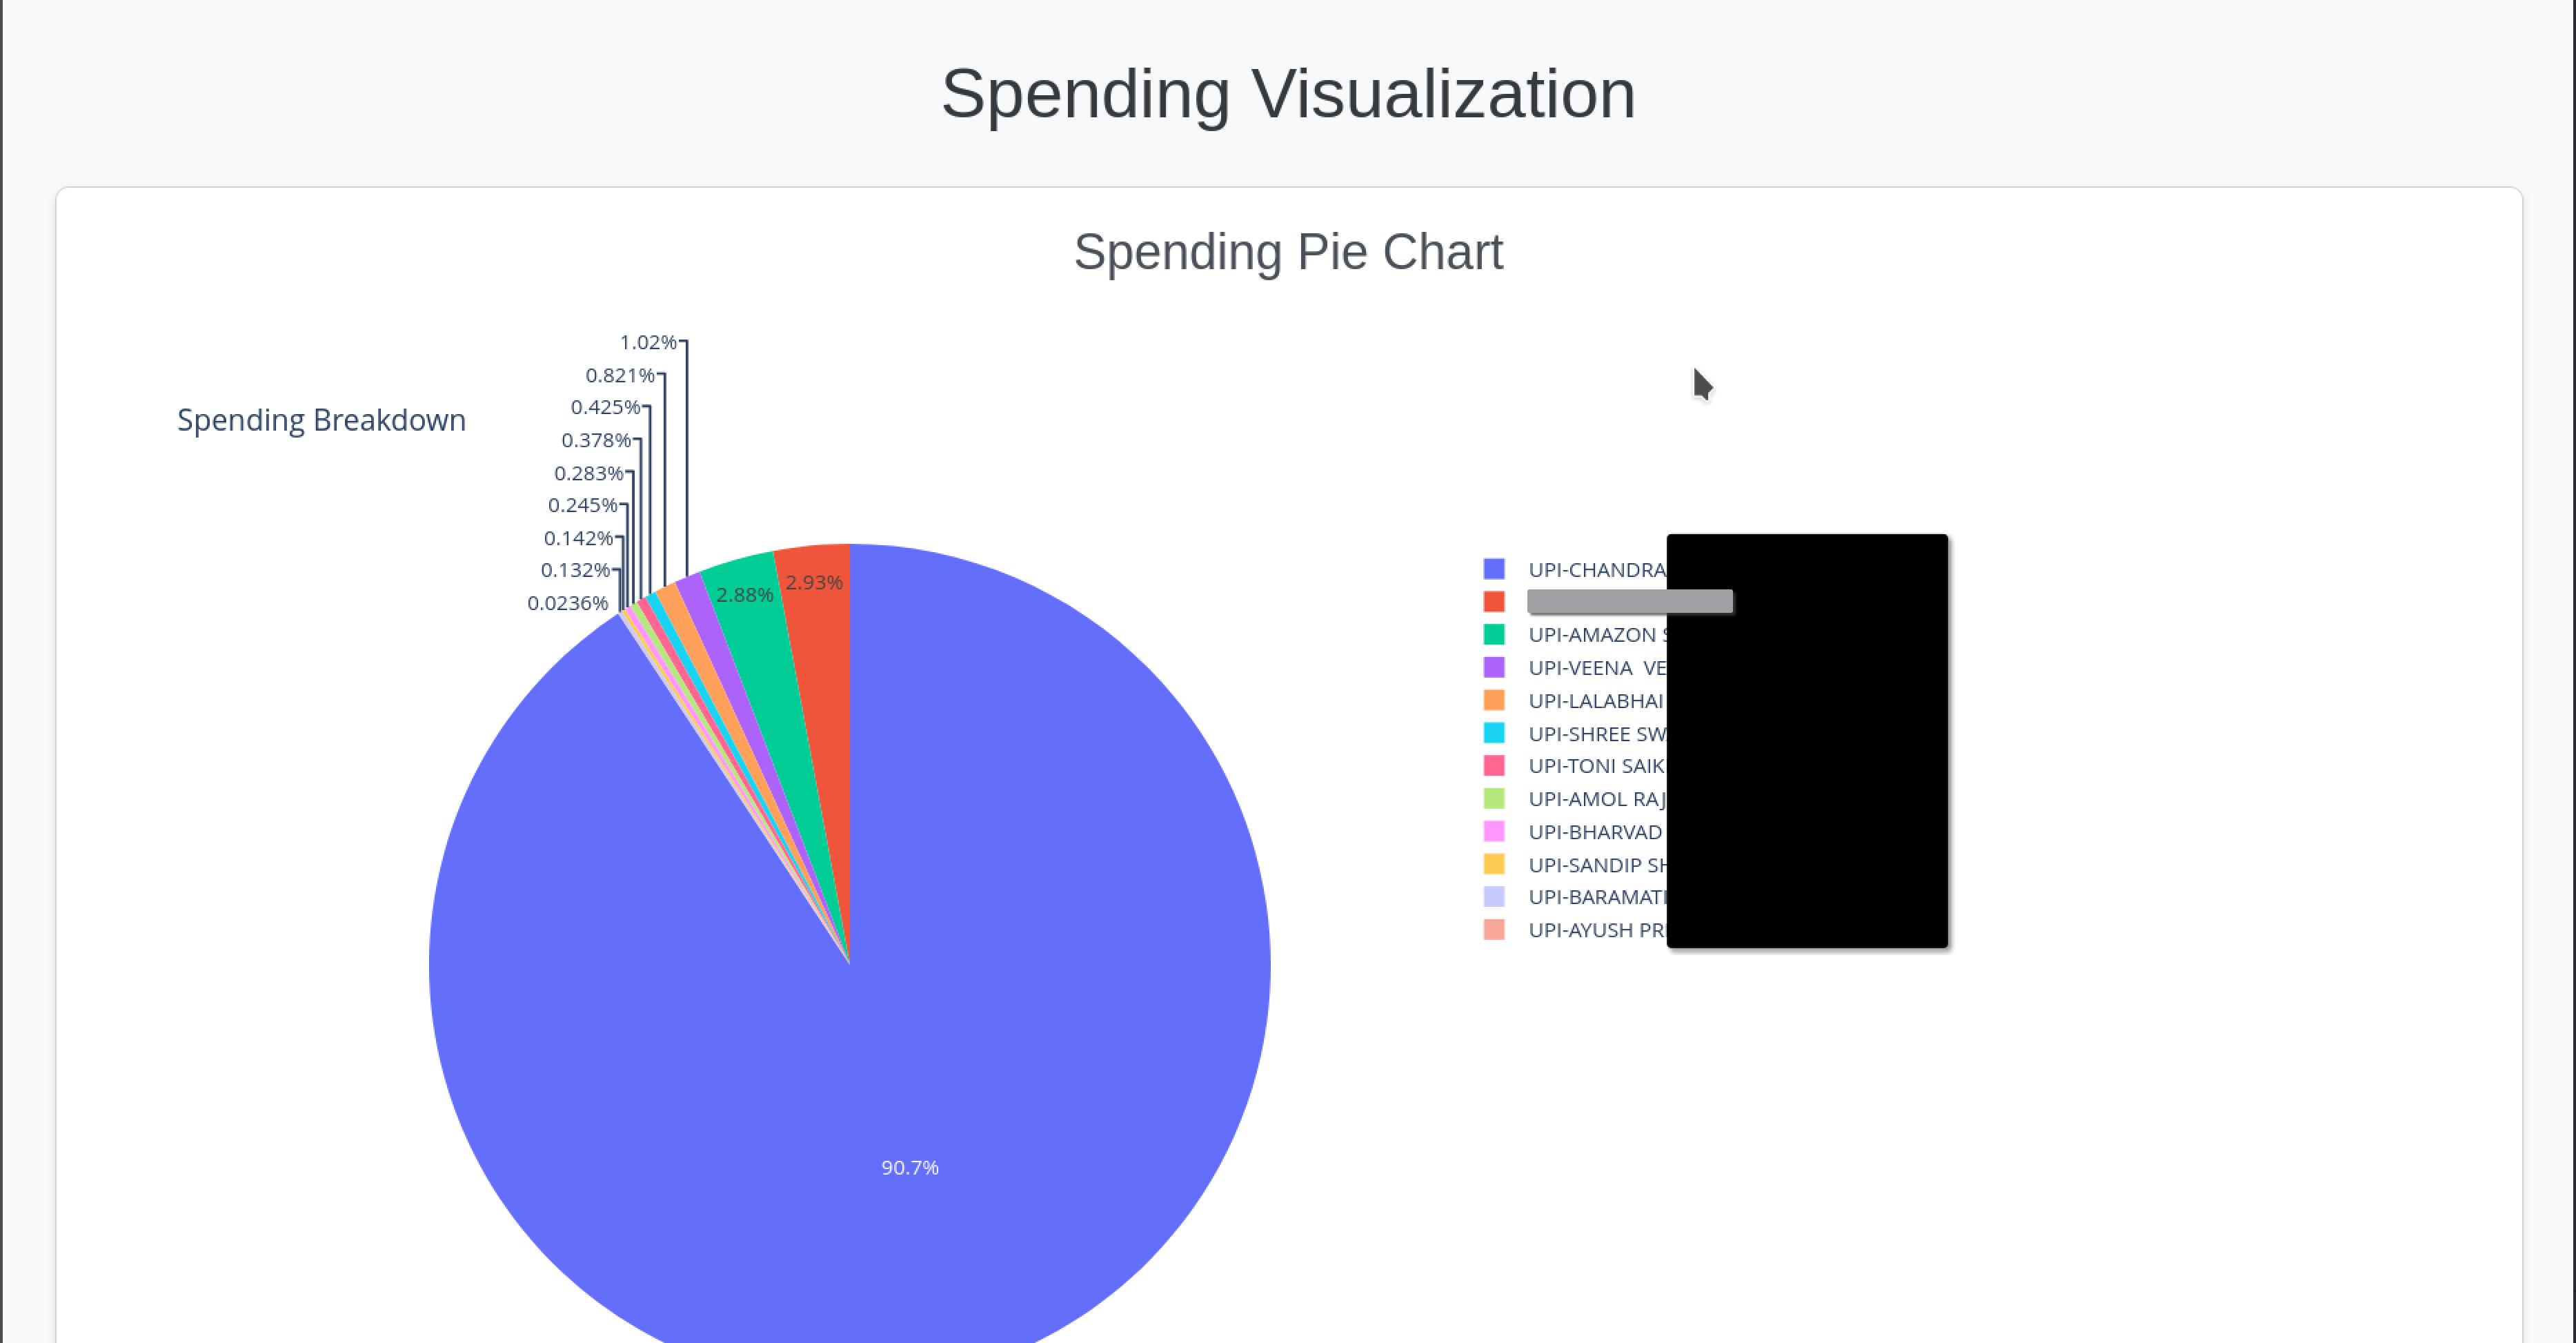 Spending Visualization
Spending Pie Chart
Spending Breakdown
1.02%
0.821%
0.425%
0.378%
0.283%
0.245%
0.142%
0.132%
0.0236%
2.88%
2.93%
90.7%
UPI-CHANDRA
UPI-AMAZON
UPI-VEENA VE
UPI-LALABHAI
UPI-SHREE SW
UPI-TONI SAIK
UPI-AMOL RAJ
UPI-BHARVAD
UPI-SANDIP SH
UPI-BARAMATI
UPI-AYUSH PR